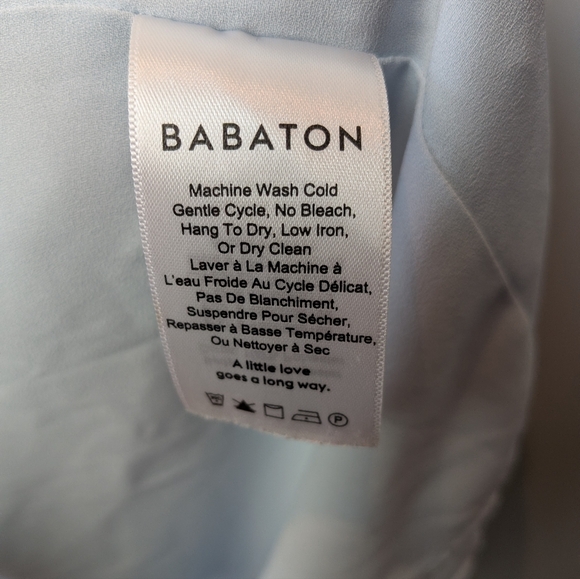 BABATON
Machine Wash Cold
Gentle Cycle, No Bleach,
Hang To Dry, Low Iron,
Or Dry Clean
Laver à La Machine à
L'eau Froide Au Cycle Délicat,
Pas De Blanchiment,
Suspendre Pour Sécher,
Repasser à Basse Température,
Ou Nettoyer à Sec
A little love
goes a long way.
P